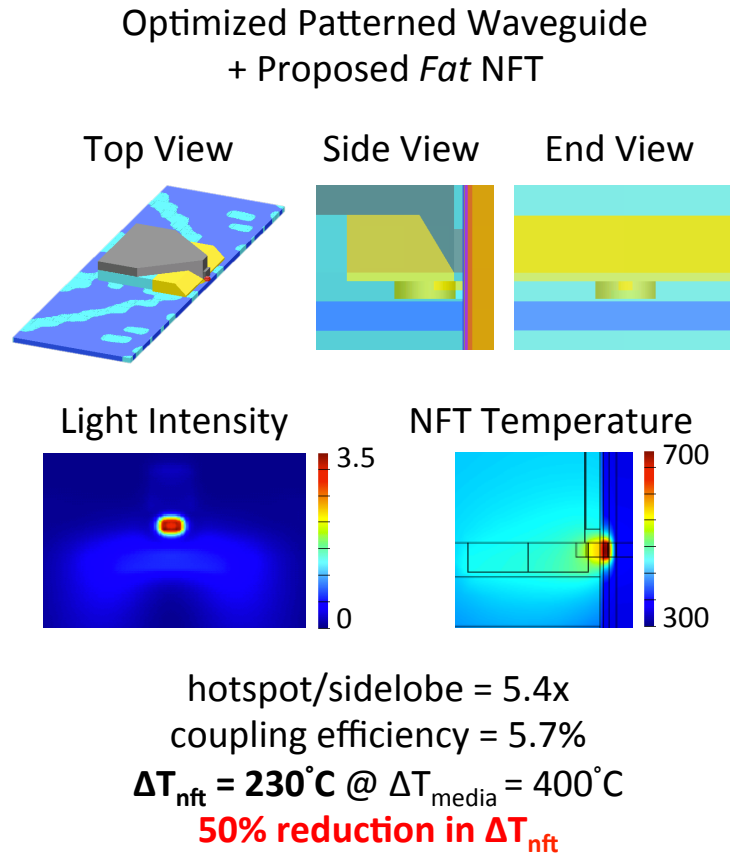 Optimized Patterned Waveguide
+ Proposed Fat NFT
Top View
Side View
End View
Light Intensity
NFT Temperature
3.5
0
700
300
hotspot/sidelobe = 5.4x
coupling efficiency = 5.7%
ΔTnft = 230°C @ ΔTmedia = 400°C
50% reduction in ΔTnft